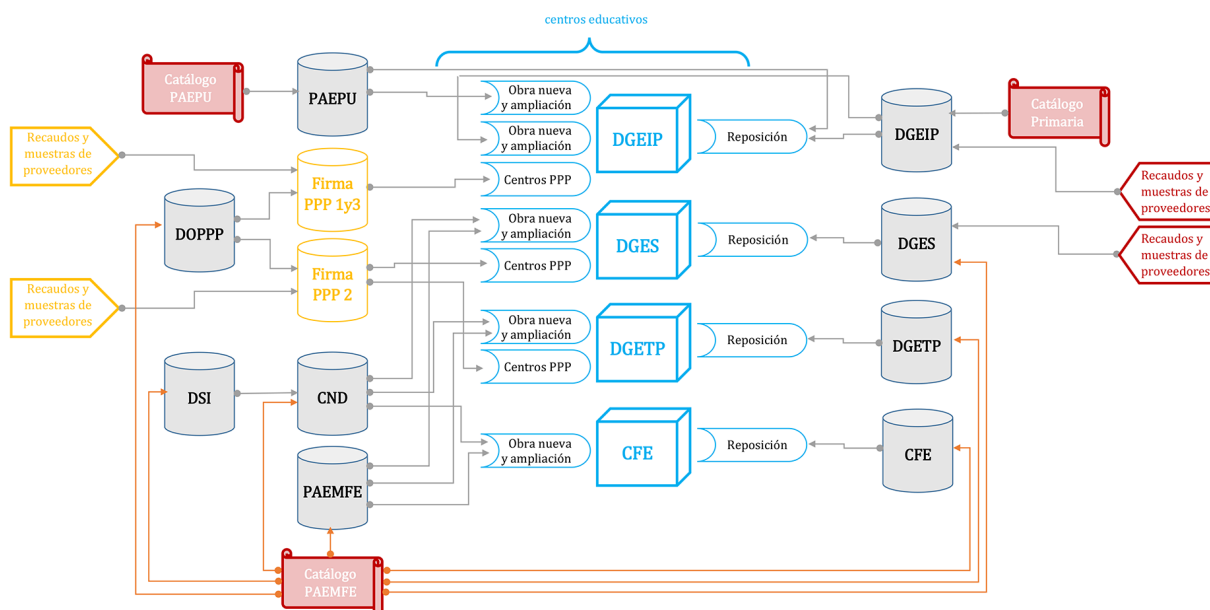 centros educativos
Catálogo
PAEPU
PAEPU
Obra nueva
y ampliación
Obra nueva
y ampliación
DGEIP
Reposición
DGEIP
Catálogo
Primaria
Recaudos y
muestras de
proveedores
Firma
PPP 1y3
Centros PPP
Recaudos y
muestras de
proveedores
DOPPP
Obra nueva
y ampliación
DGES
Reposición
DGES
Recaudos y
muestras de
proveedores
Recaudos y
muestras de
proveedores
Firma
PPP 2
Centros PPP
Obra nueva
y ampliación
DGETP
Reposición
DGETP
Centros PPP
DSI
CND
Obra nueva
y ampliación
CFE
Reposición
CFE
PAEMFE
Catálogo
PAEMFE